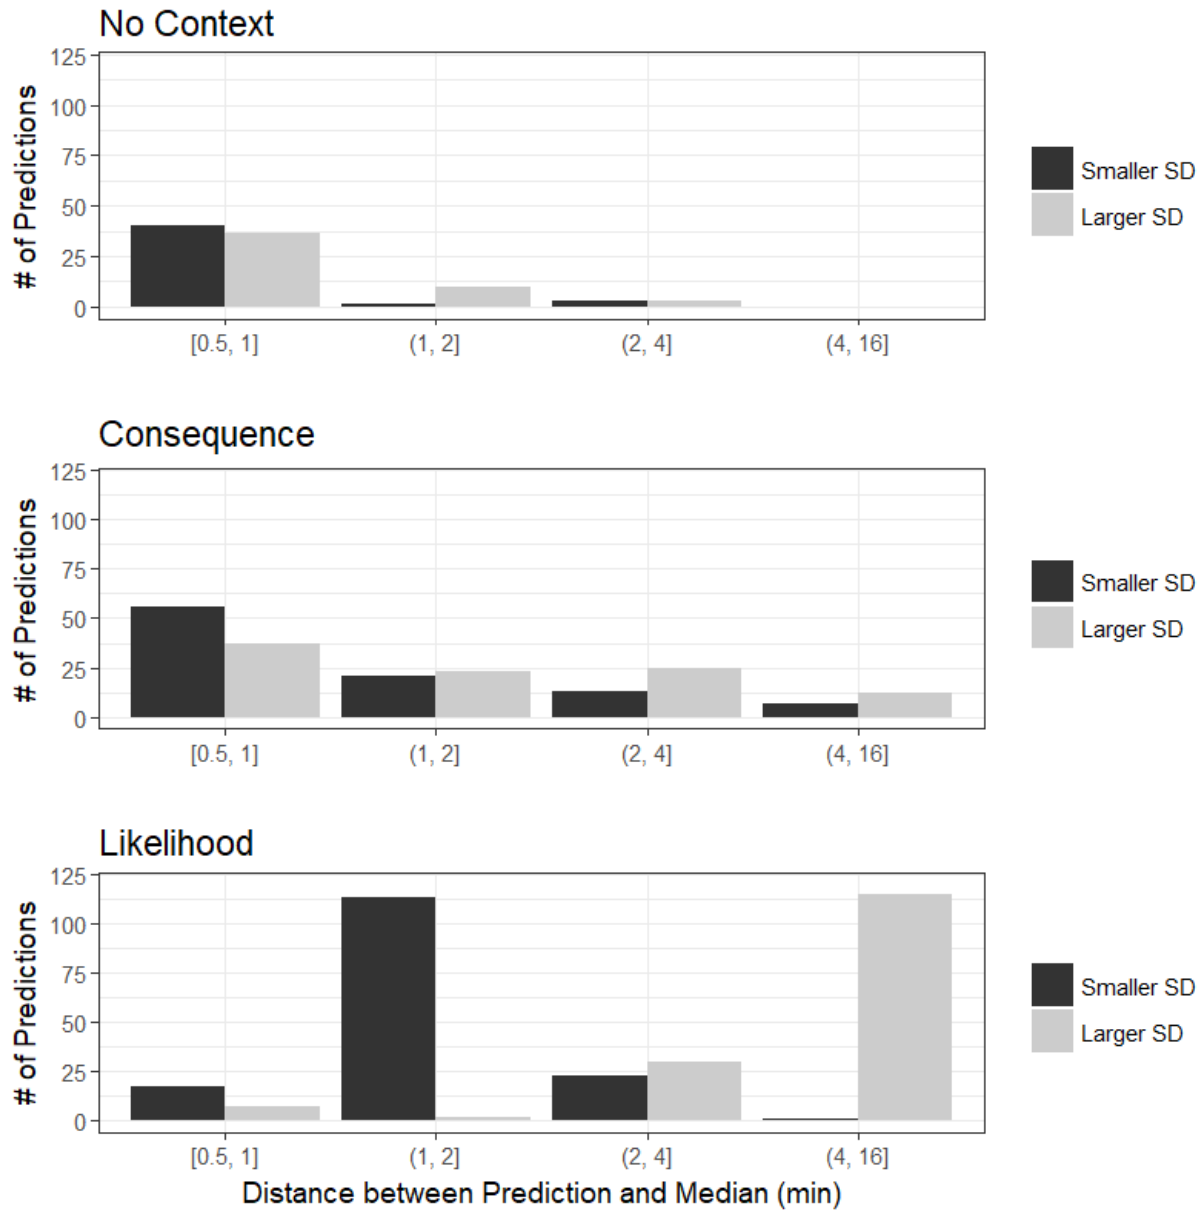 No Context
# of Predictions
125
100
75
50
25
0
[0.5, 1]
(1, 2]
(2, 4]
(4, 16]
Smaller SD
Larger SD
Consequence
# of Predictions
125
100
75
50
25
0
[0.5, 1]
(1, 2]
(2, 4]
(4, 16]
Smaller SD
Larger SD
Likelihood
# of Predictions
125
100
75
50
25
0
[0.5, 1]
(1, 2]
(2, 4]
(4, 16]
Smaller SD
Larger SD
Distance between Prediction and Median (min)